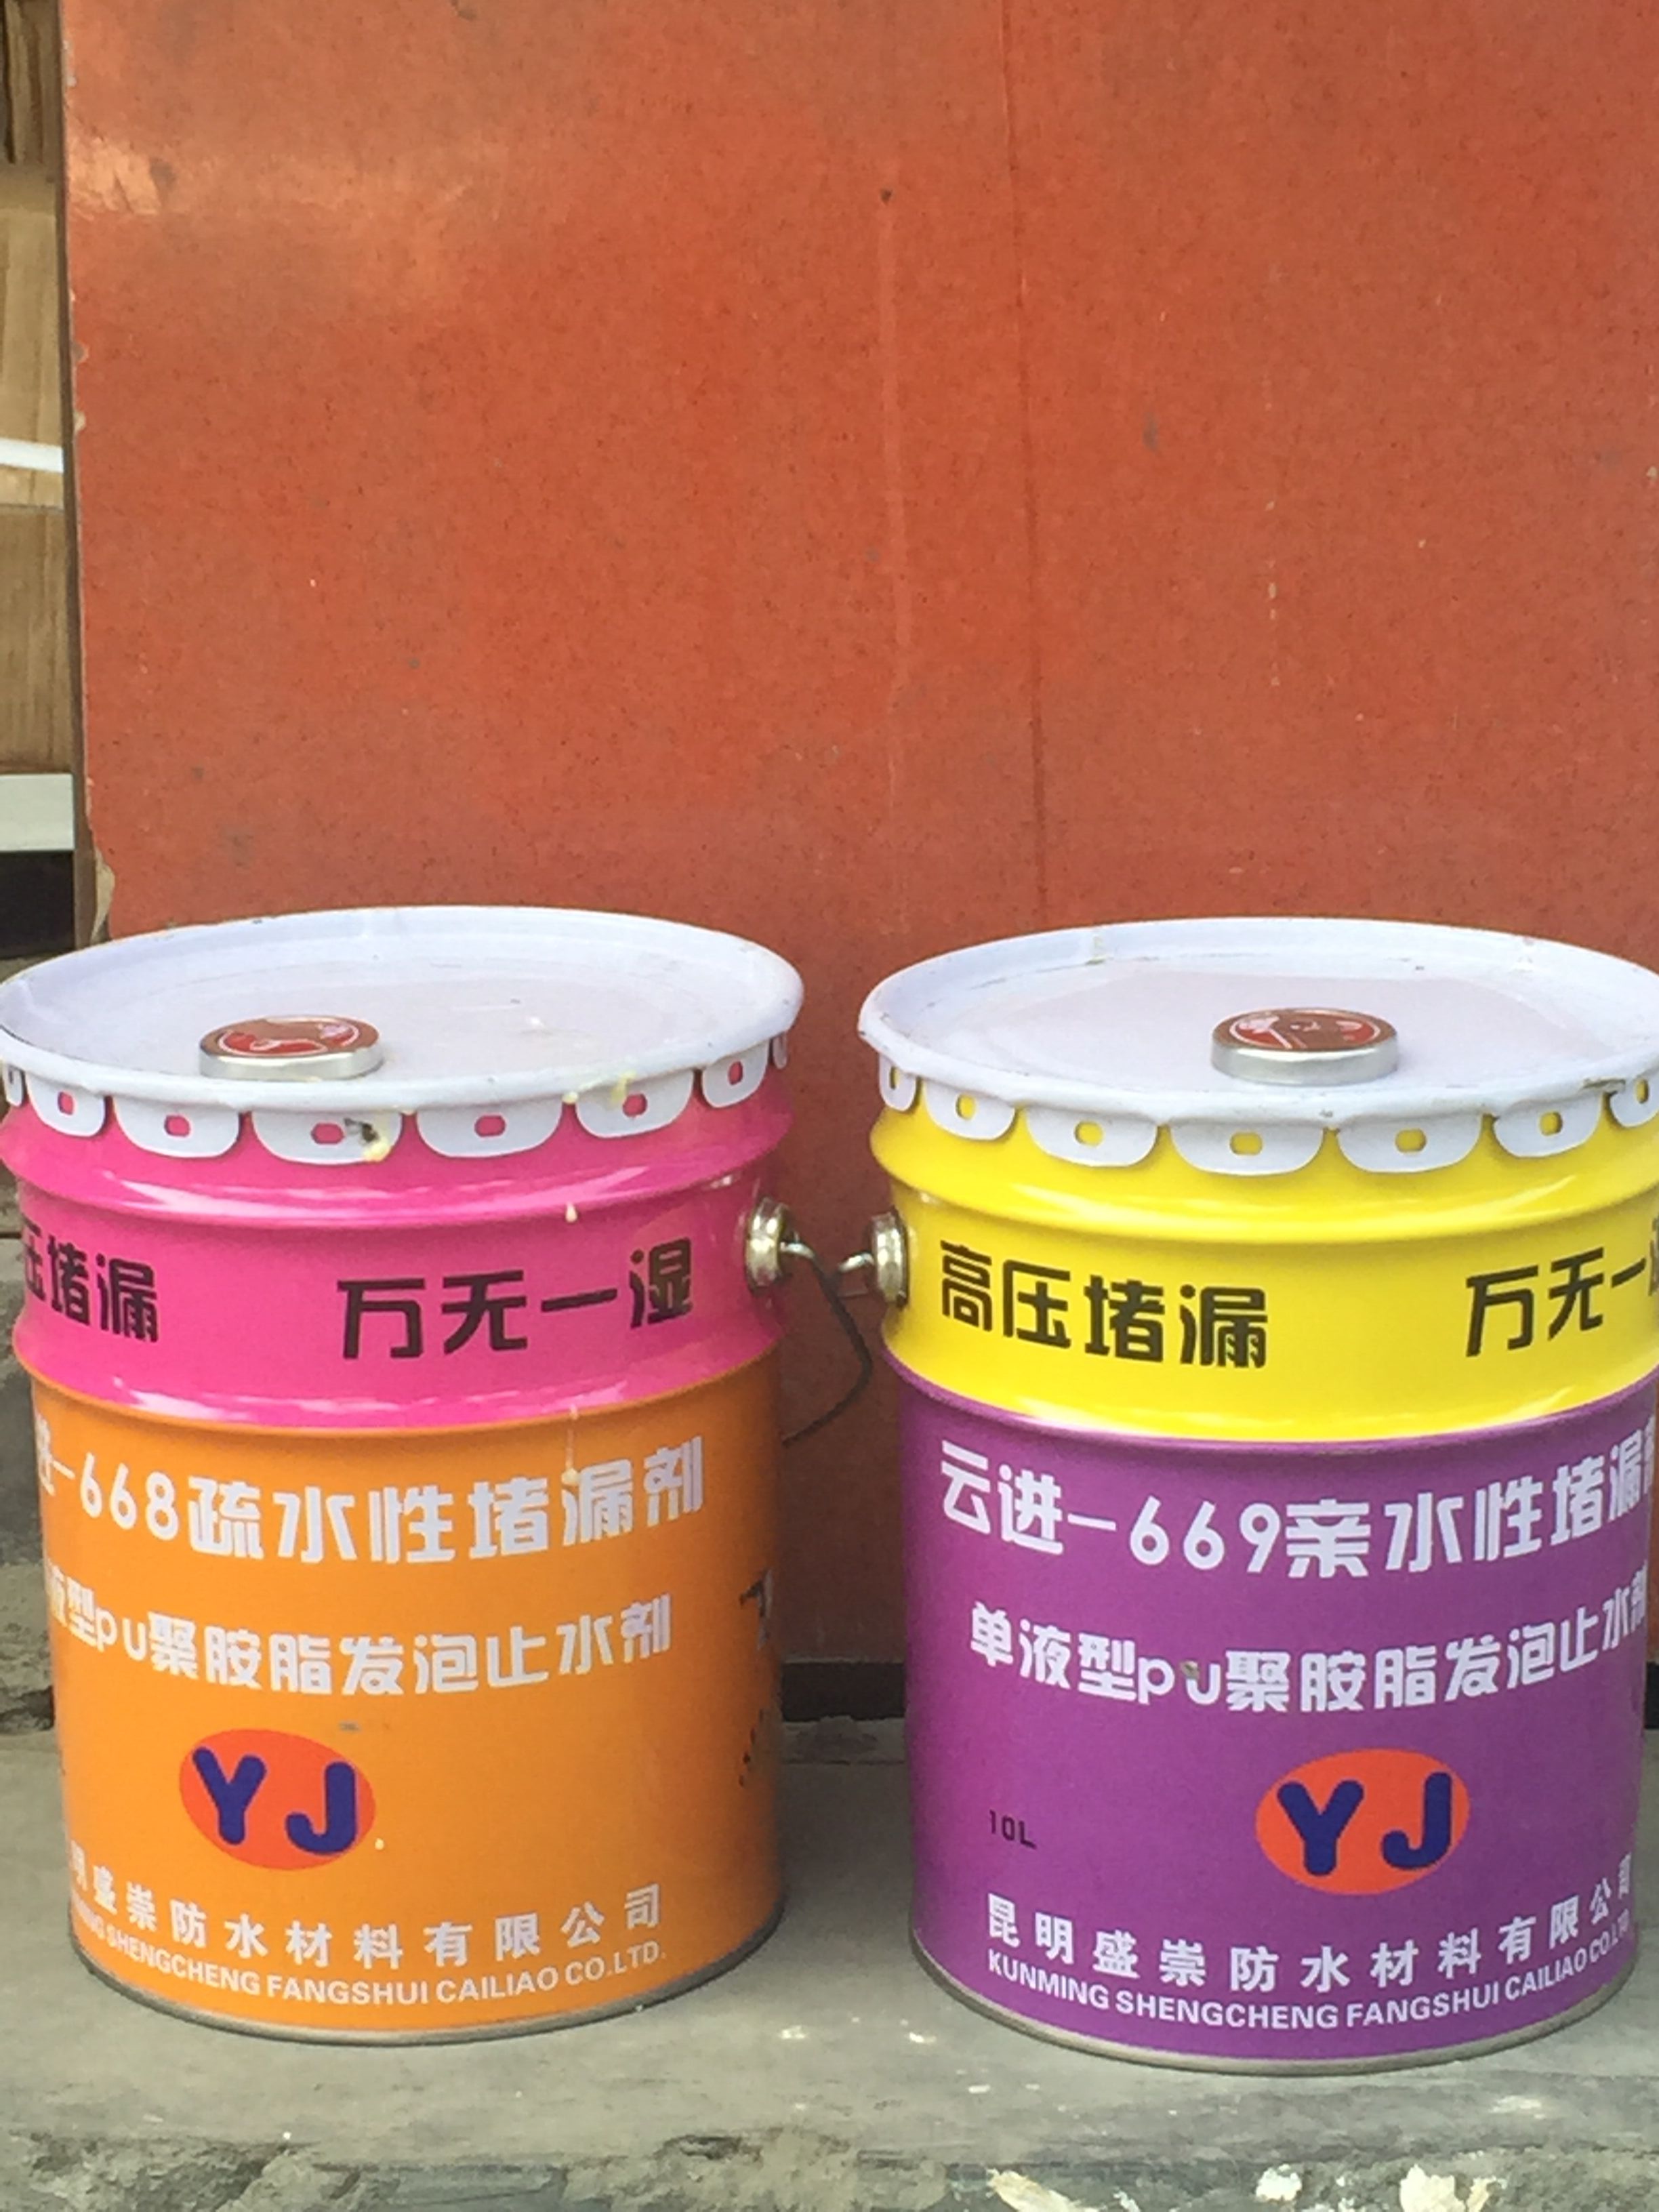 压堵漏 万无一湿
进-668疏水性堵漏剂
液型pu聚胺脂发泡止水剂
YJ
明盛崇防水材料有限公司
SHENGCHENG FANGSHUI CAILIAO CO.LTD.
高压堵漏 万无一
云进-669亲水性堵漏剂
单液型pu聚胺脂发泡止水剂
YJ
10L
昆明盛崇防水材料有限公司
KUNMING SHENGCHENG FANGSHUI CAILIAO CO.LTD.